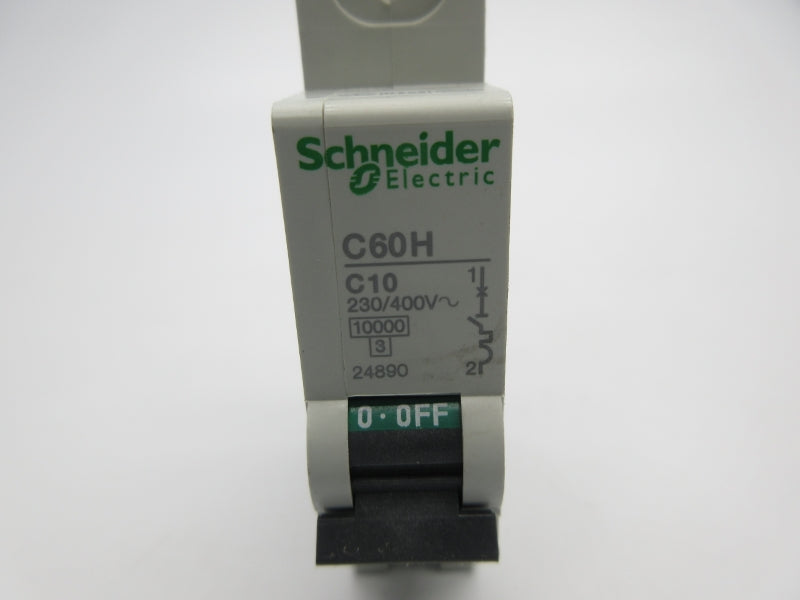 Schneider
Electric
C60H
C10
1
230/400V~
10000
3
24890
2
0·OFF